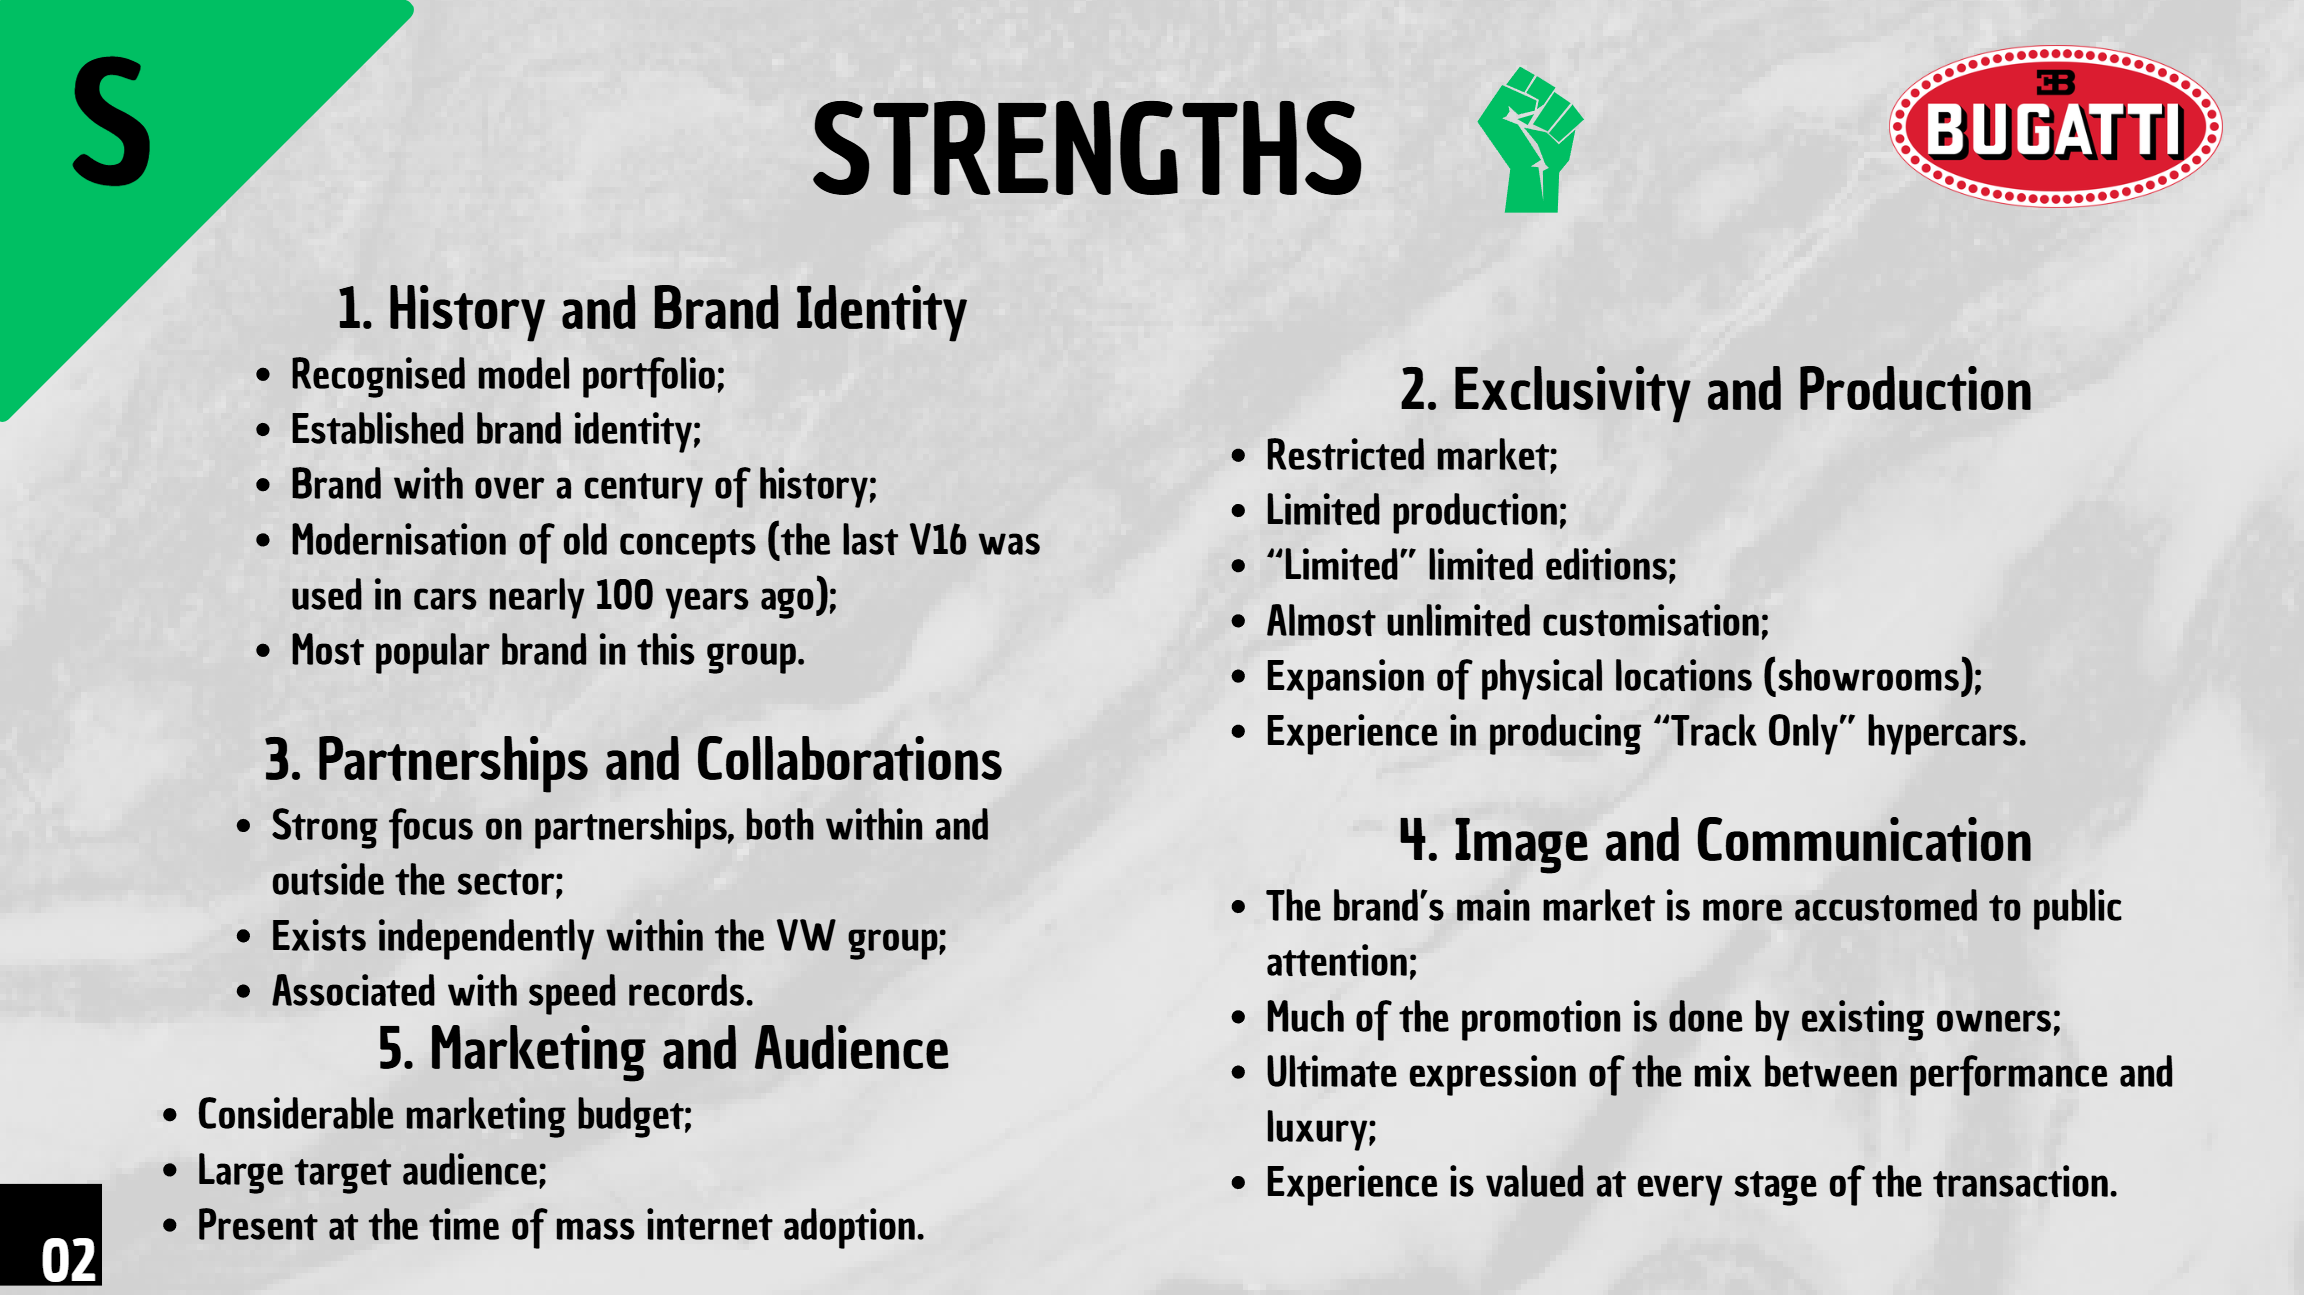 S
STRENGTHS
EB
BUGATTI
1. History and Brand Identity
• Recognised model portfolio;
• Established brand identity;
• Brand with over a century of history;
• Modernisation of old concepts (the last V16 was
used in cars nearly 100 years ago);
• Most popular brand in this group.
2. Exclusivity and Production
• Restricted market;
• Limited production;
• “Limited” limited editions;
• Almost unlimited customisation;
• Expansion of physical locations (showrooms);
• Experience in producing “Track Only” hypercars.
3. Partnerships and Collaborations
• Strong focus on partnerships, both within and
outside the sector;
• Exists independently within the VW group;
• Associated with speed records.
4. Image and Communication
• The brand’s main market is more accustomed to public
attention;
• Much of the promotion is done by existing owners;
• Ultimate expression of the mix between performance and
luxury;
• Experience is valued at every stage of the transaction.
5. Marketing and Audience
• Considerable marketing budget;
• Large target audience;
• Present at the time of mass internet adoption.
02